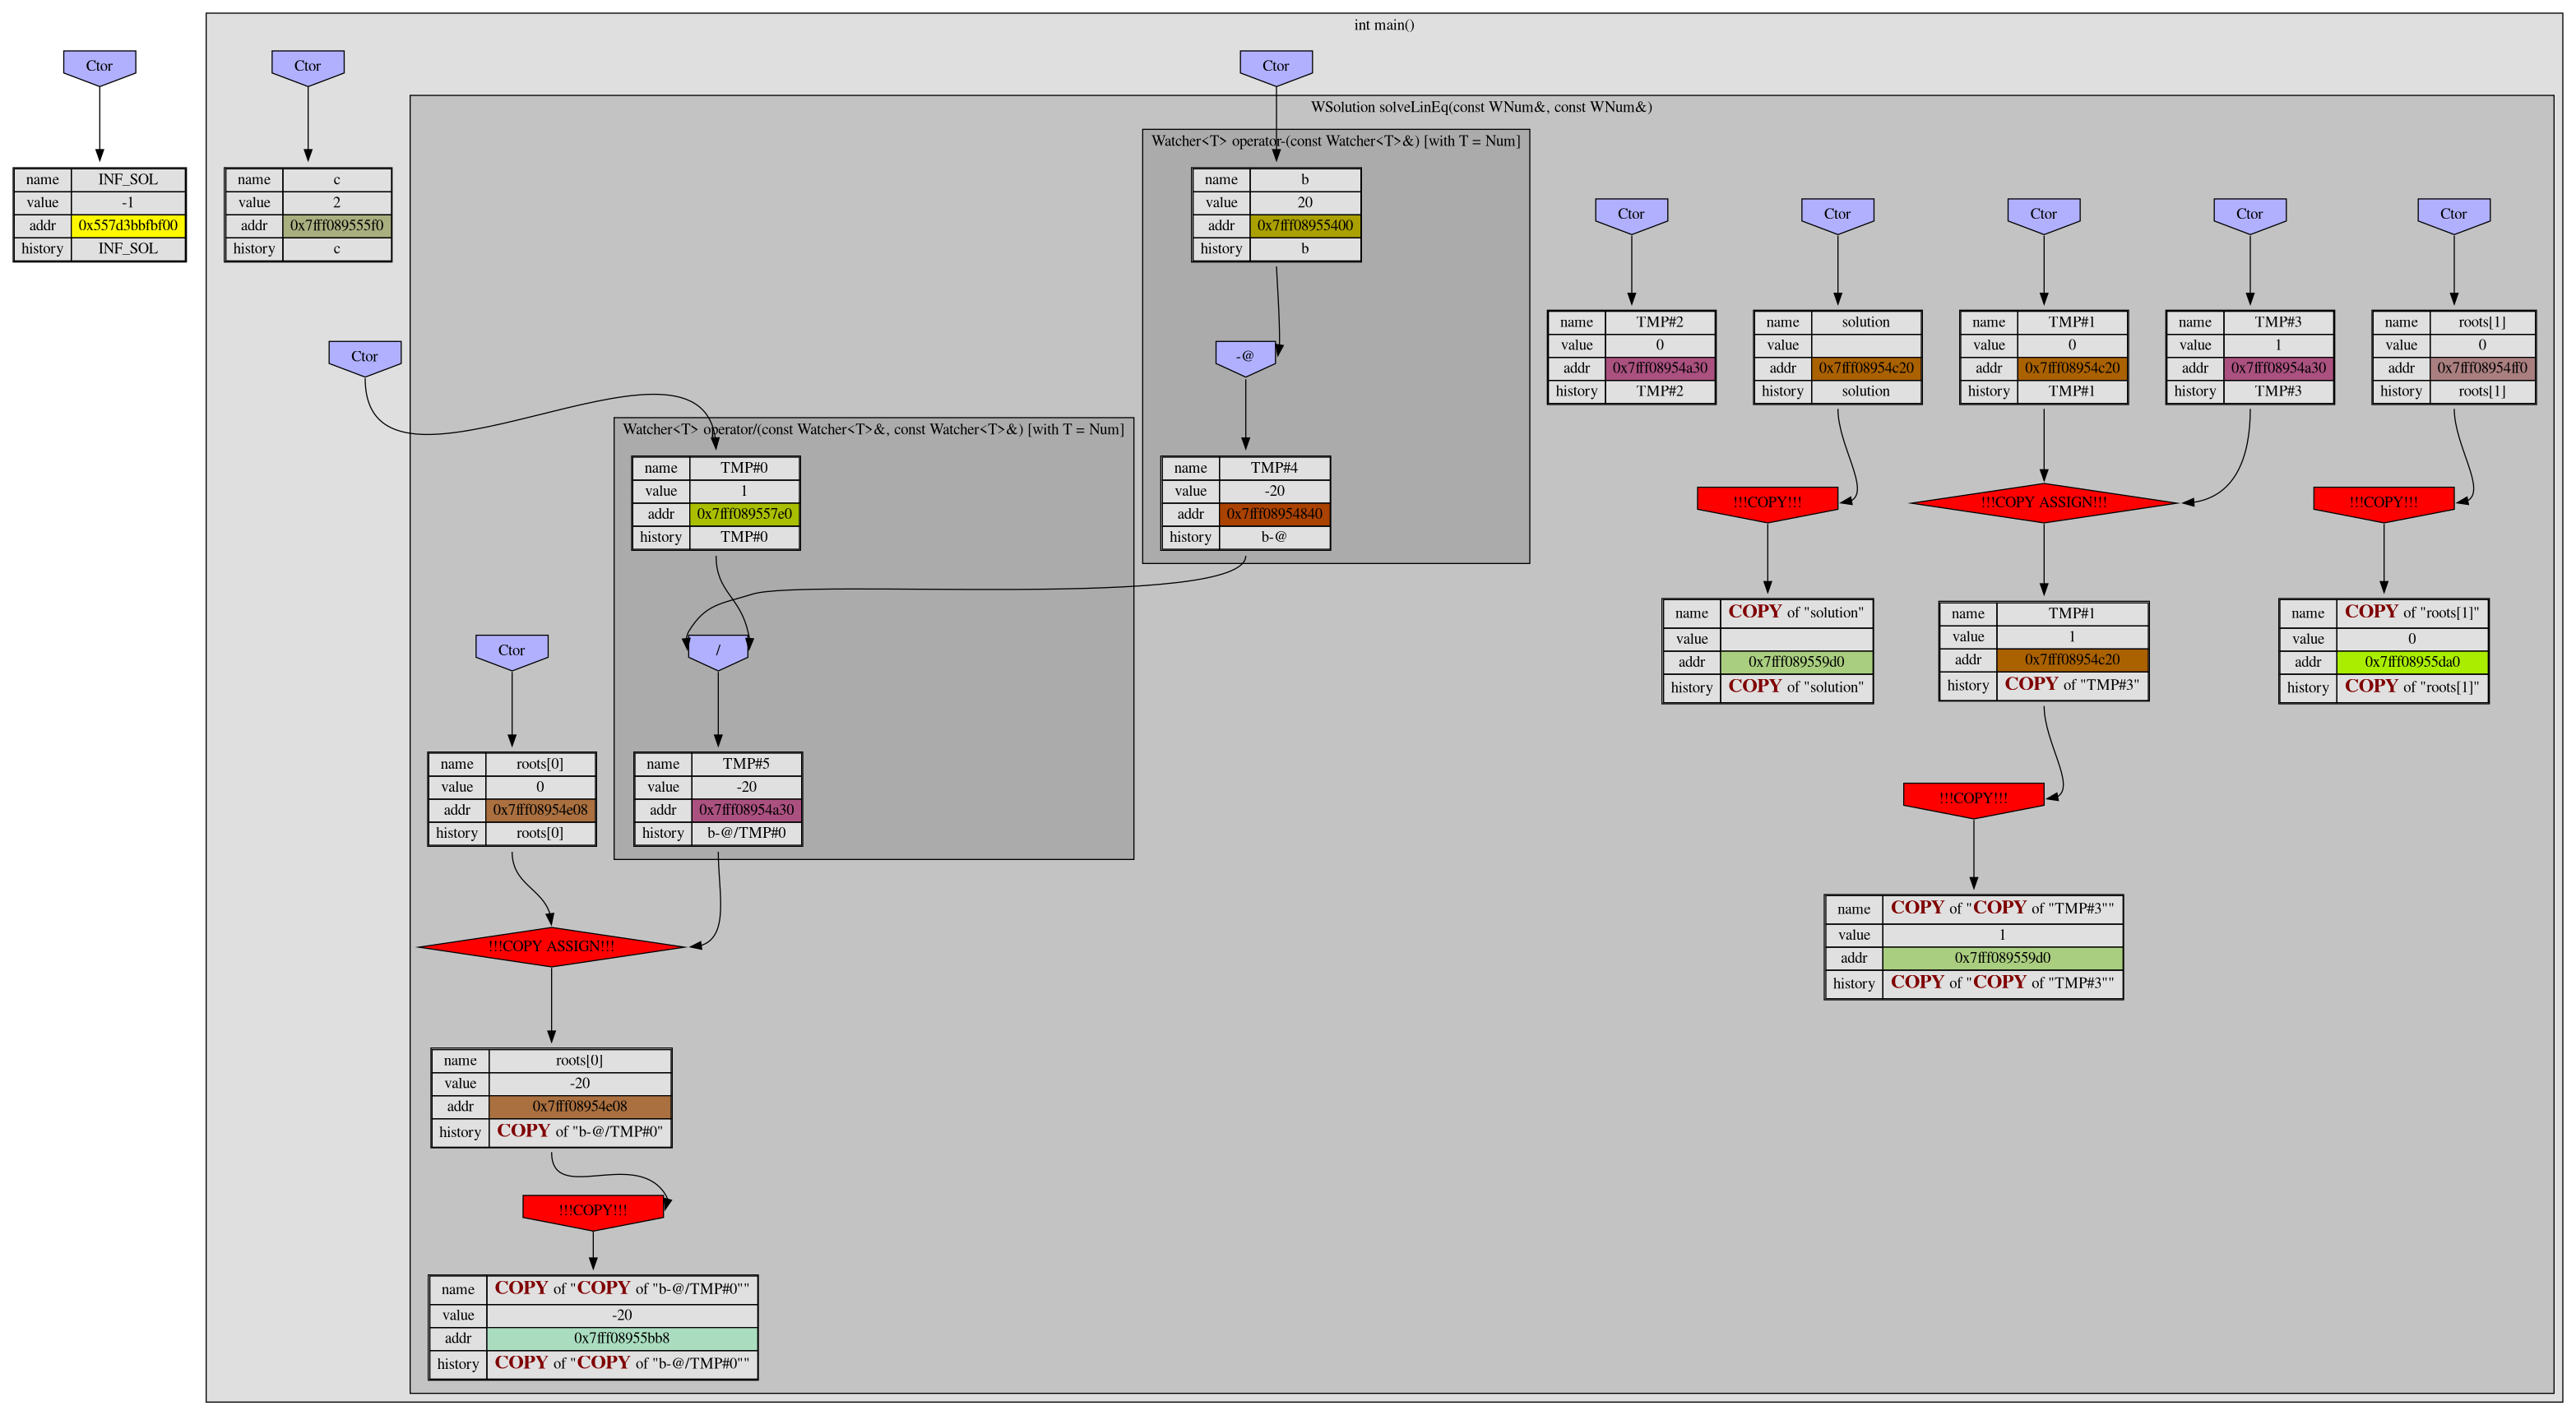 int main()
Ctor
Ctor
Ctor
WSolution solveLinEq(const WNum&, const WNum&)
Watcher<T> operator-(const Watcher<T>&) [with T = Num]
name INF_SOL
value -1
addr 0x557d3bbfbf00
history INF_SOL
name c
value 2
addr 0x7fff089555f0
history c
name b
value 20
addr 0x7fff08955400
history b
Ctor
Ctor
Ctor
Ctor
Ctor
name TMP#2
value 0
addr 0x7fff08954a30
history TMP#2
name solution
value
addr 0x7fff08954c20
history solution
name TMP#1
value 0
addr 0x7fff08954c20
history TMP#1
name TMP#3
value 1
addr 0x7fff08954a30
history TMP#3
name roots[1]
value 0
addr 0x7fff08954ff0
history roots[1]
Ctor
-@
Watcher<T> operator/(const Watcher<T>&, const Watcher<T>&) [with T = Num]
name TMP#0
value 1
addr 0x7fff089557e0
history TMP#0
name TMP#4
value -20
addr 0x7fff08954840
history b-@
!!!COPY!!!
!!!COPY ASSIGN!!!
!!!COPY!!!
name COPY of "solution"
value
addr 0x7fff089559d0
history COPY of "solution"
name TMP#1
value 1
addr 0x7fff08954c20
history COPY of "TMP#3"
name COPY of "roots[1]"
value 0
addr 0x7fff08955da0
history COPY of "roots[1]"
Ctor
/
name roots[0]
value 0
addr 0x7fff08954e08
history roots[0]
name TMP#5
value -20
addr 0x7fff08954a30
history b-@/TMP#0
!!!COPY!!!
name COPY of "COPY of "TMP#3""
value 1
addr 0x7fff089559d0
history COPY of "COPY of "TMP#3""
!!!COPY ASSIGN!!!
name roots[0]
value -20
addr 0x7fff08954e08
history COPY of "b-@/TMP#0"
!!!COPY!!!
name COPY of "COPY of "b-@/TMP#0""
value -20
addr 0x7fff08955bb8
history COPY of "COPY of "b-@/TMP#0""